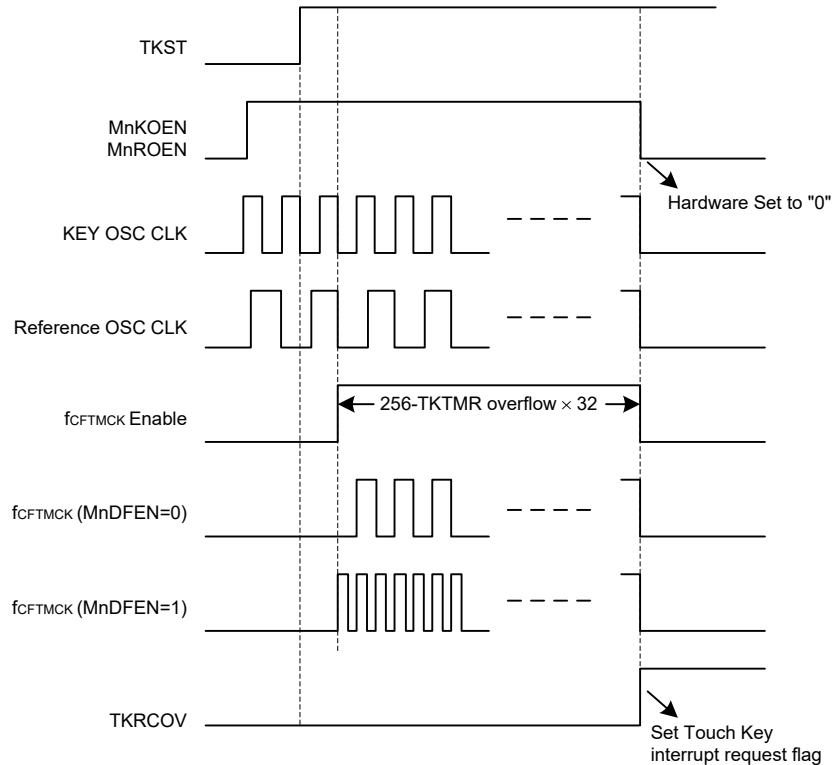 TKST
MnKOEN
MnROEN
Hardware Set to "0"
KEY OSC CLK
Reference OSC CLK
fCFTMCK Enable
256-TKTMR overflow × 32
fCFTMCK (MnDFEN=0)
fCFTMCK (MnDFEN=1)
TKRCOV
Set Touch Key
interrupt request flag